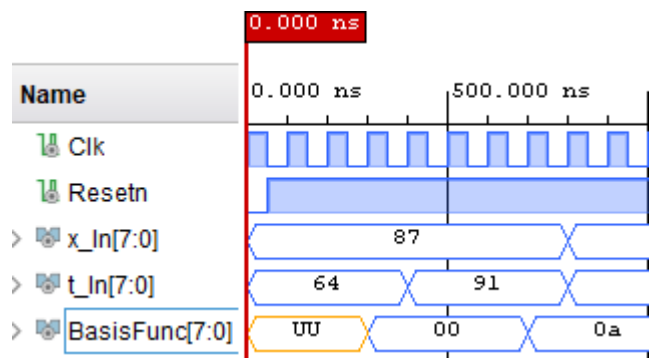 0.000 ns
Name
0.000 ns 500.000 ns
Clk
Resetn
x_In[7:0] 87
t_In[7:0] 64 91
BasisFunc[7:0] UU 00 0a